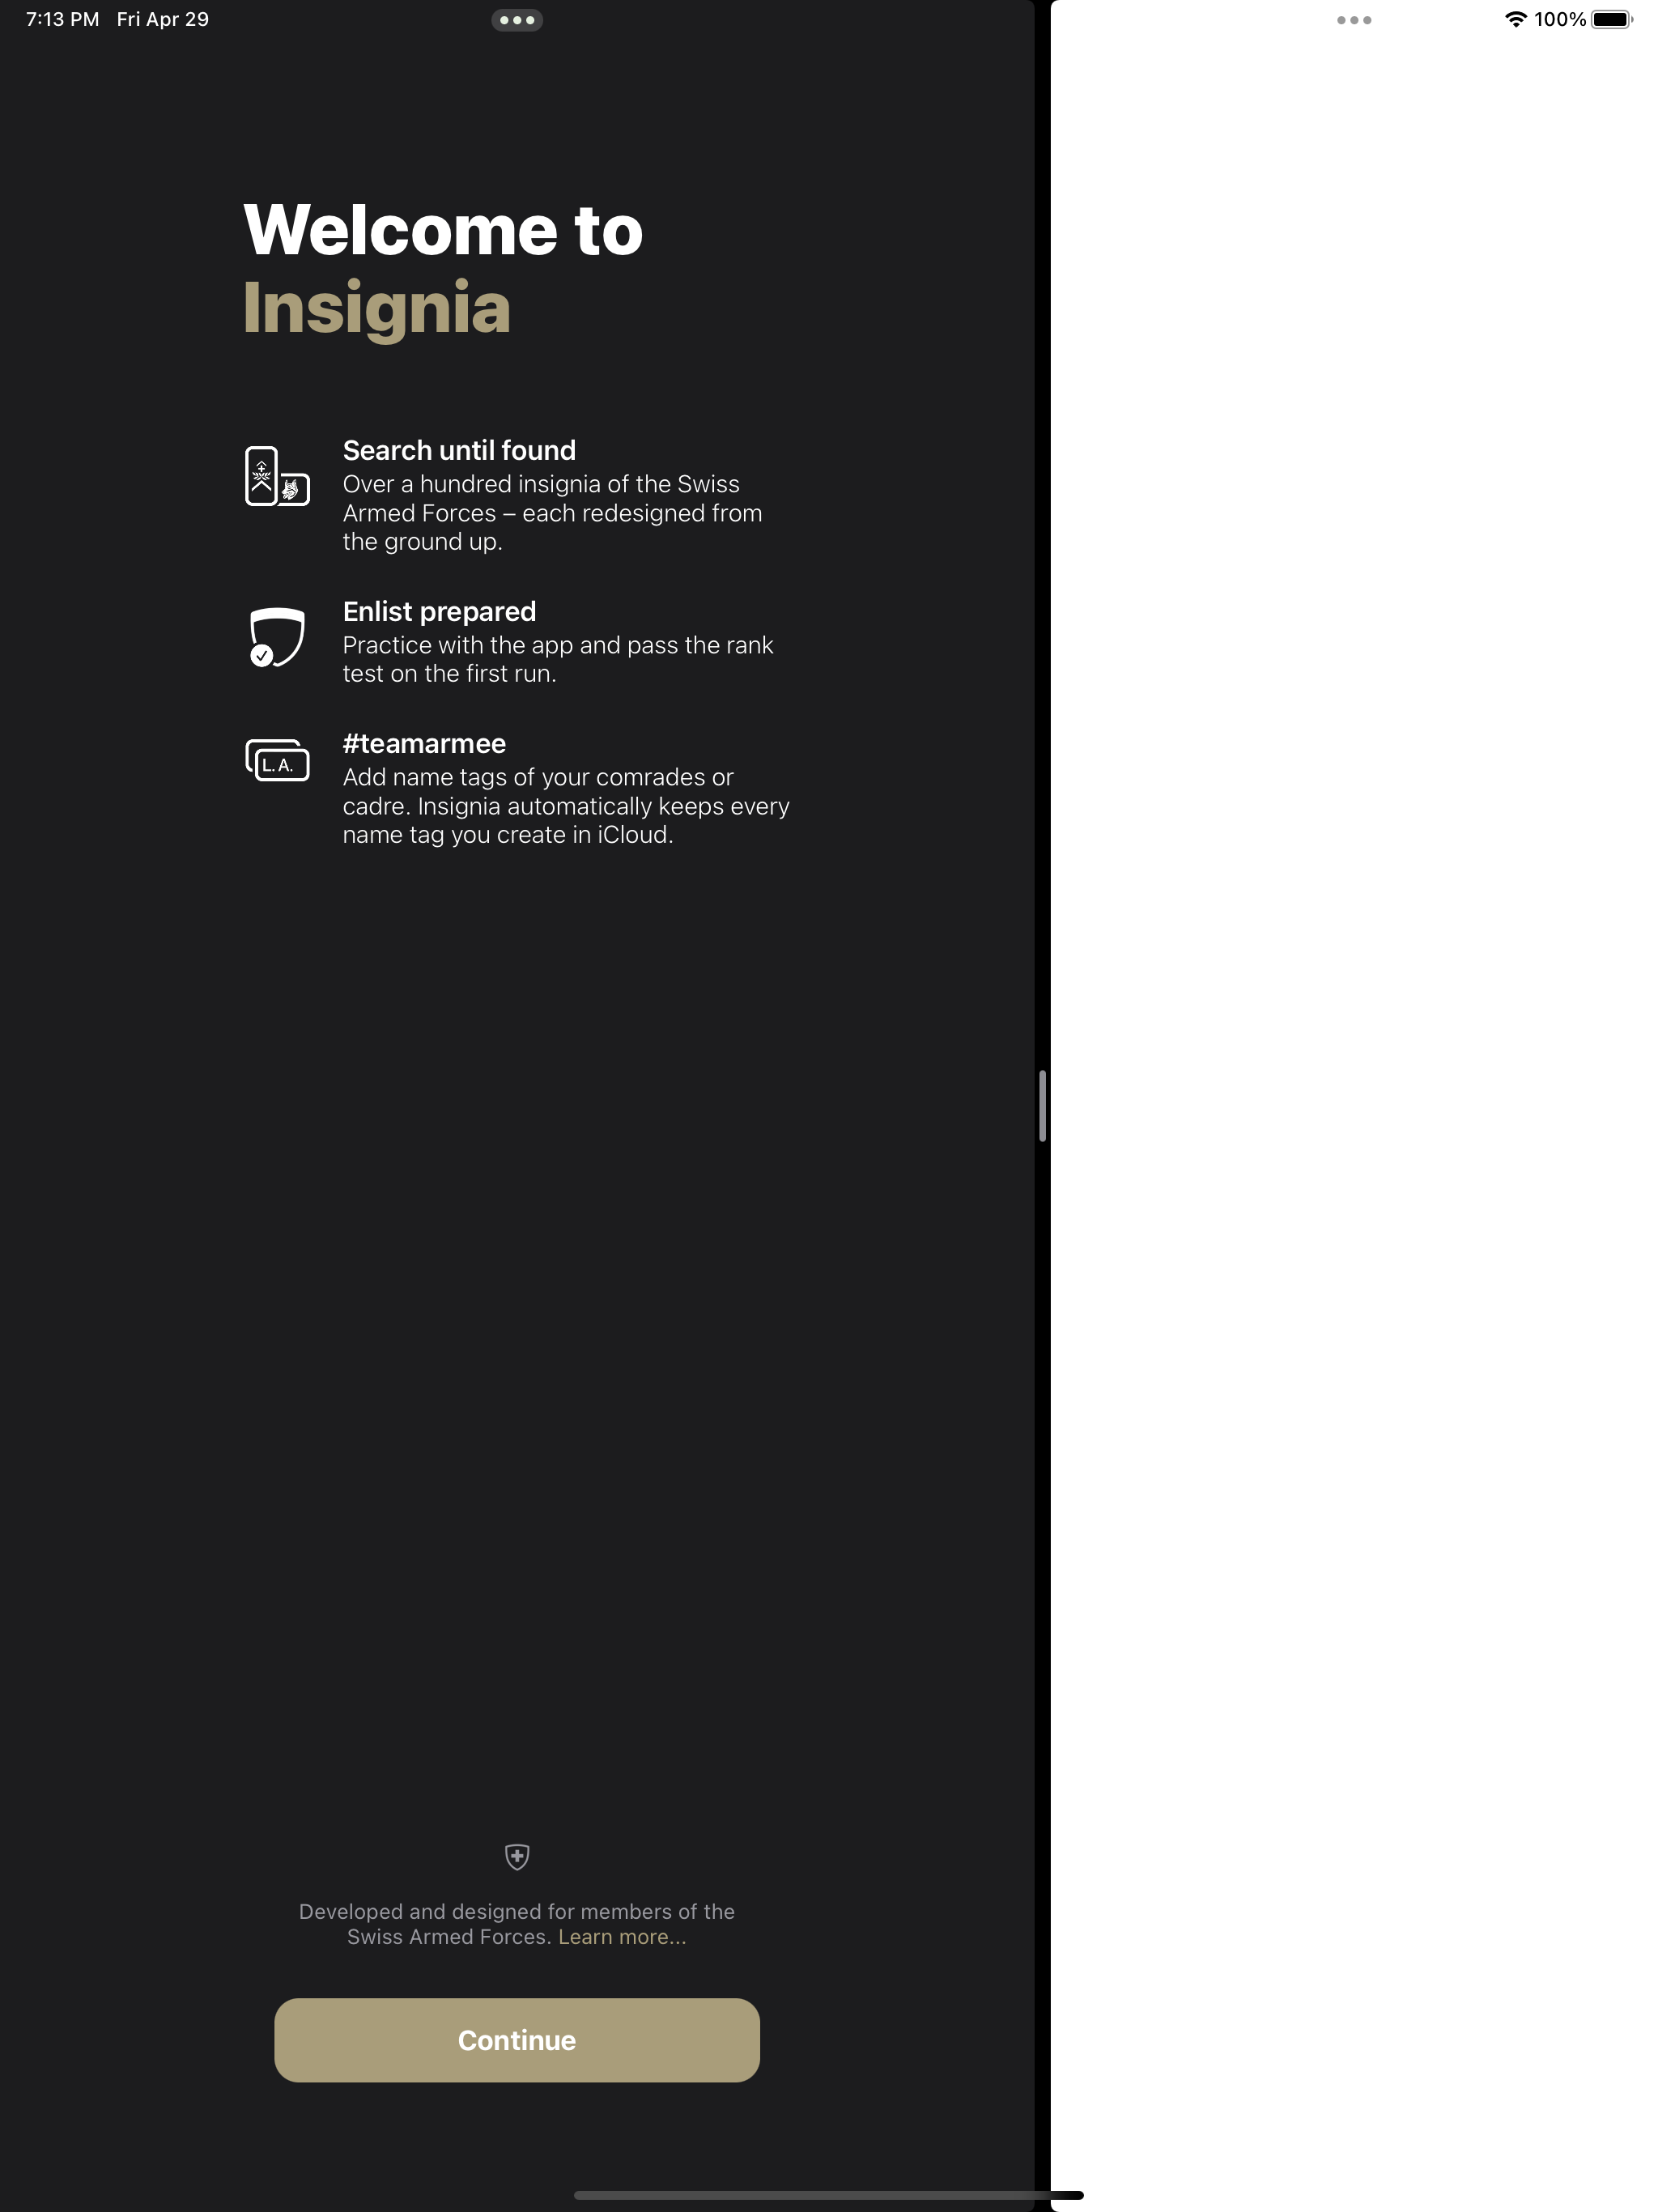 7:13 PM Fri Apr 29
100%
Welcome to
Insignia
Search until found
Over a hundred insignia of the Swiss
Armed Forces – each redesigned from
the ground up.
Enlist prepared
Practice with the app and pass the rank
test on the first run.
L. A.
#teamarmee
Add name tags of your comrades or
cadre. Insignia automatically keeps every
name tag you create in iCloud.
Developed and designed for members of the
Swiss Armed Forces. Learn more...
Continue